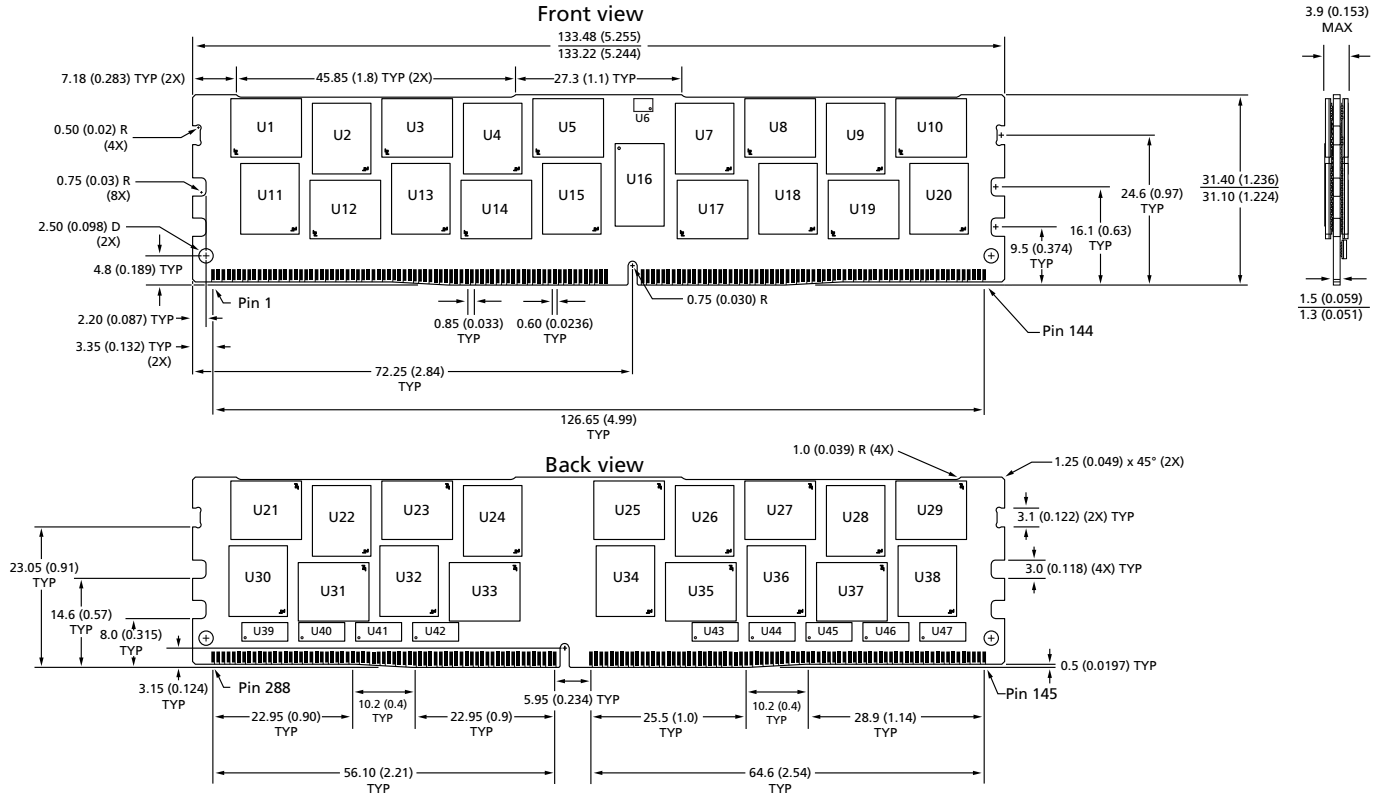 Front view
133.48 (5.255)
133.22 (5.244)
3.9 (0.153)
MAX
7.18 (0.283) TYP (2X)
45.85 (1.8) TYP (2X)
27.3 (1.1) TYP
0.50 (0.02) R
(4X)
0.75 (0.03) R
(8X)
2.50 (0.098) D
(2X)
4.8 (0.189) TYP
2.20 (0.087) TYP
3.35 (0.132) TYP
(2X)
U1 U2 U3 U4 U5 U6 U7 U8 U9 U10
U11 U12 U13 U14 U15 U16 U17 U18 U19 U20
24.6 (0.97)
TYP
16.1 (0.63)
TYP
9.5 (0.374)
TYP
31.40 (1.236)
31.10 (1.224)
1.5 (0.059)
1.3 (0.051)
Pin 1
0.85 (0.033)
TYP
0.60 (0.0236)
TYP
0.75 (0.030) R
Pin 144
72.25 (2.84)
TYP
126.65 (4.99)
TYP
Back view
1.0 (0.039) R (4X)
1.25 (0.049) x 45° (2X)
U21 U22 U23 U24 U25 U26 U27 U28 U29
U30 U31 U32 U33 U34 U35 U36 U37 U38
U39 U40 U41 U42 U43 U44 U45 U46 U47
3.1 (0.122) (2X) TYP
3.0 (0.118) (4X) TYP
23.05 (0.91)
TYP
14.6 (0.57)
TYP
8.0 (0.315)
TYP
3.15 (0.124)
TYP
0.5 (0.0197) TYP
Pin 288
Pin 145
5.95 (0.234) TYP
22.95 (0.90)
TYP
10.2 (0.4)
TYP
22.95 (0.9)
TYP
25.5 (1.0)
TYP
10.2 (0.4)
TYP
28.9 (1.14)
TYP
56.10 (2.21)
TYP
64.6 (2.54)
TYP